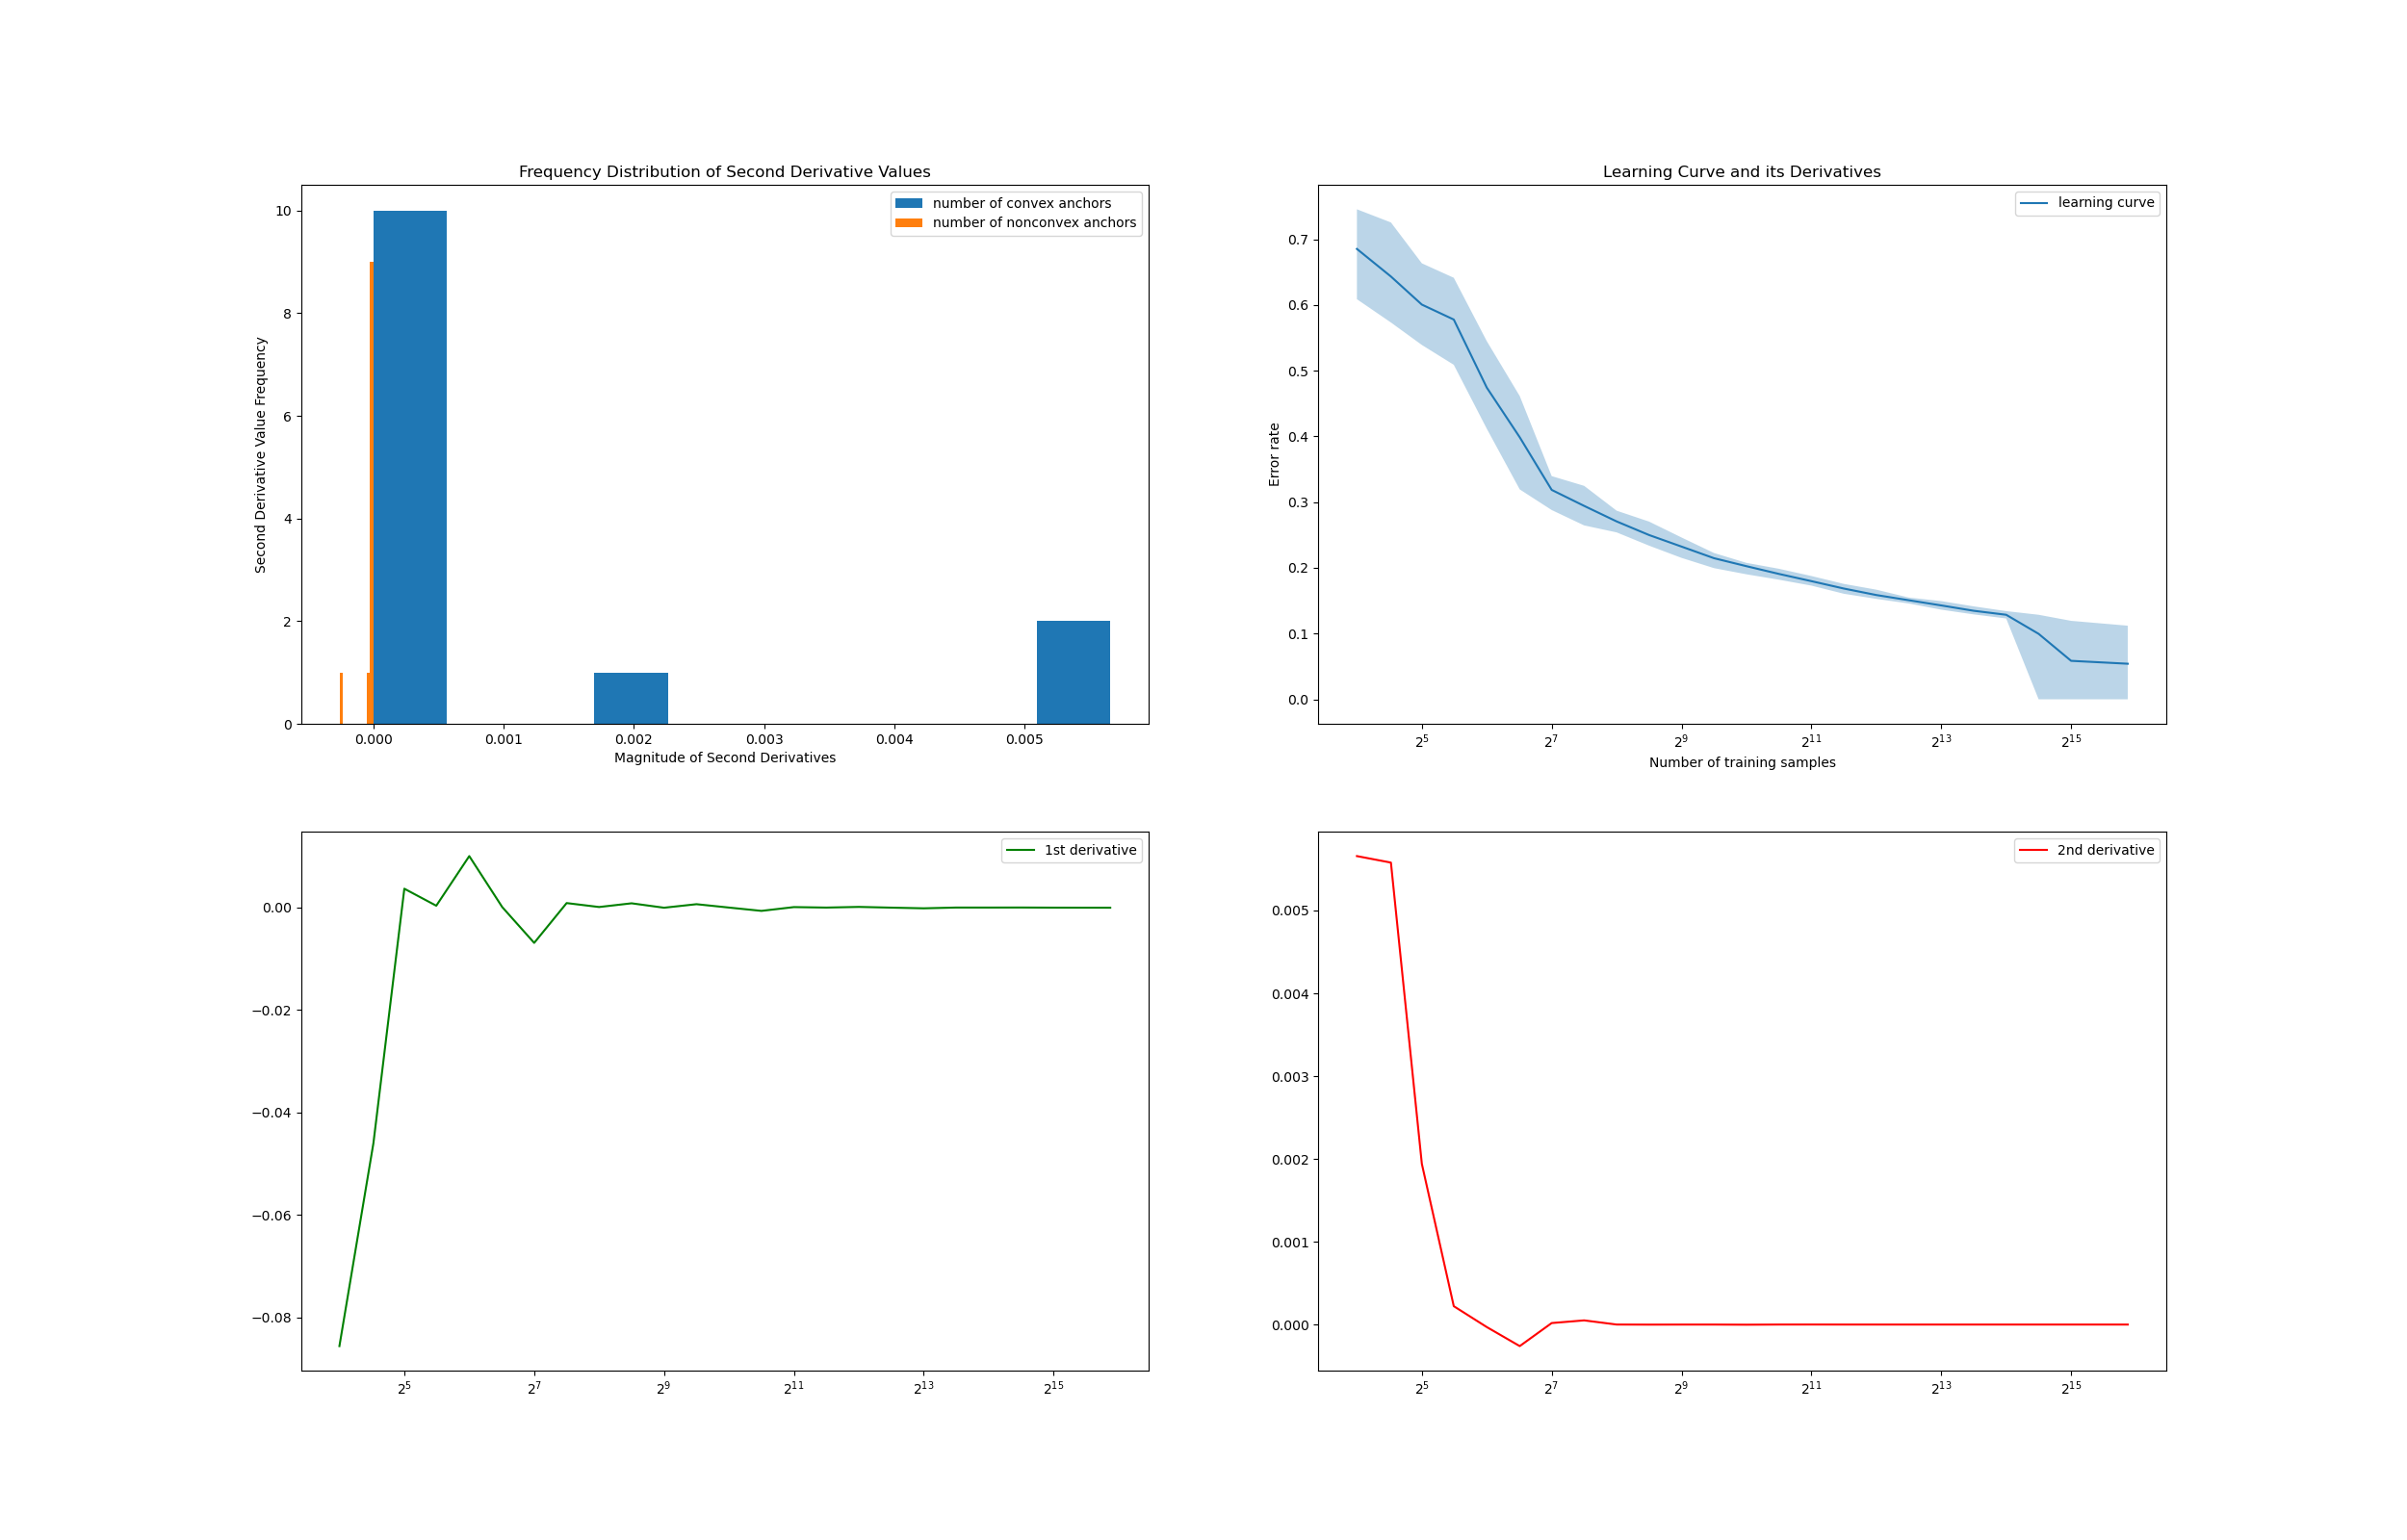 Frequency Distribution of Second Derivative Values
number of convex anchors
number of nonconvex anchors
Second Derivative Value Frequency
10
8
6
4
2
0
0.000 0.001 0.002 0.003 0.004 0.005
Magnitude of Second Derivatives
Learning Curve and its Derivatives
learning curve
Error rate
0.7
0.6
0.5
0.4
0.3
0.2
0.1
0.0
2^5 2^7 2^9 2^11 2^13 2^15
Number of training samples
1st derivative
0.00
−0.02
−0.04
−0.06
−0.08
2^5 2^7 2^9 2^11 2^13 2^15
2nd derivative
0.005
0.004
0.003
0.002
0.001
0.000
2^5 2^7 2^9 2^11 2^13 2^15